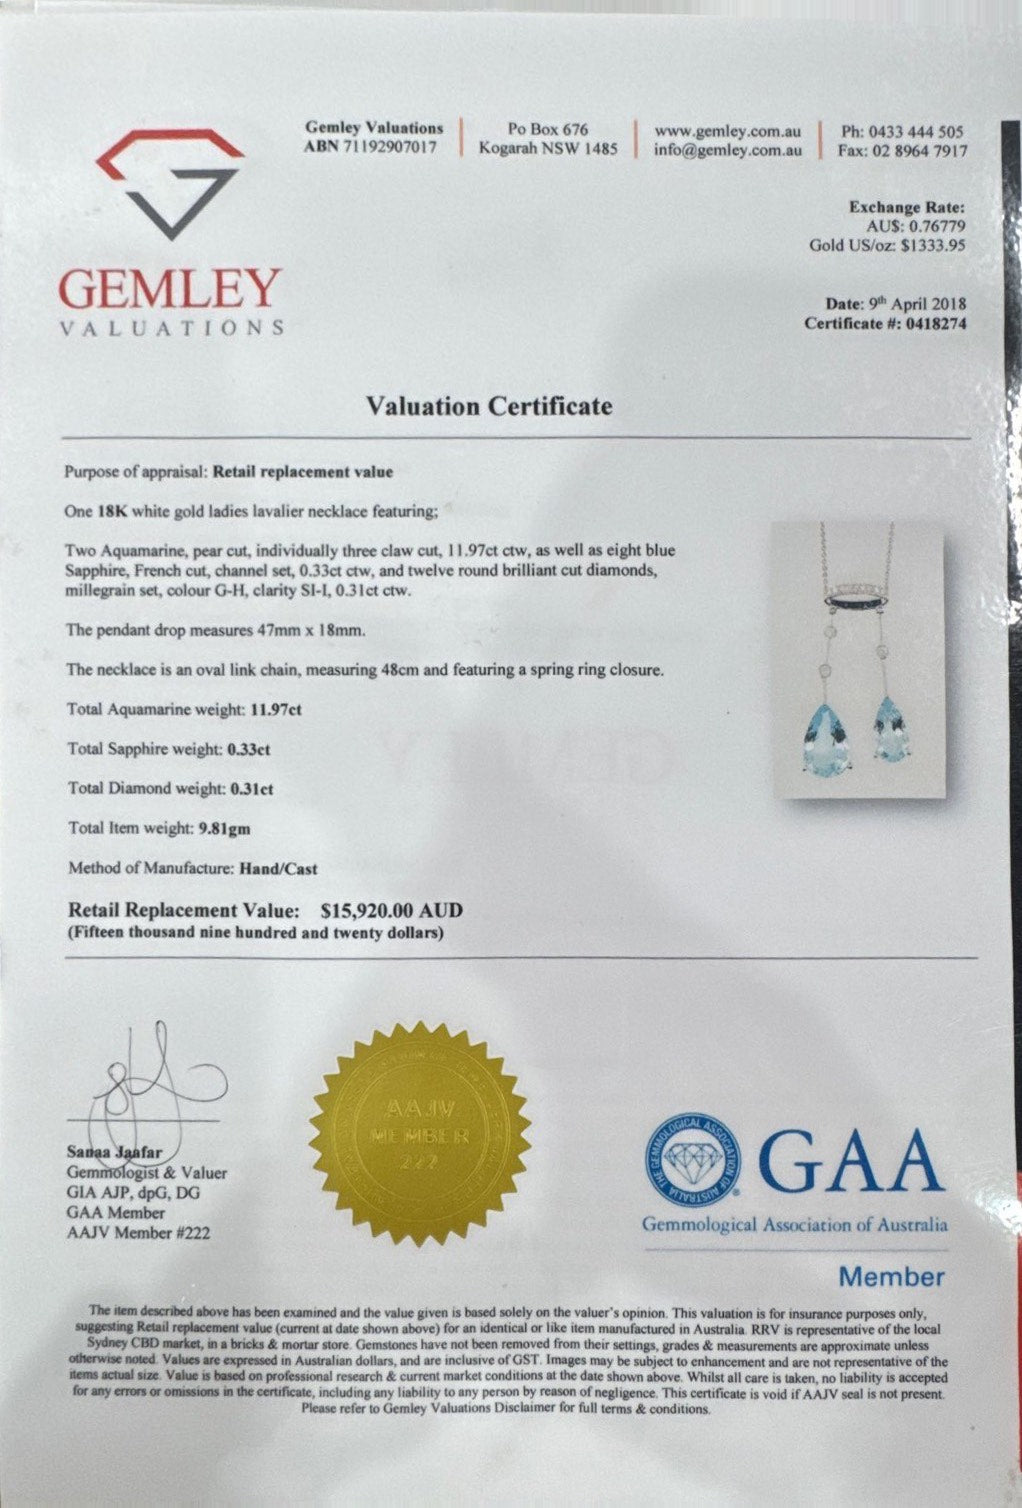 Gemley Valuations
ABN 71192907017
Po Box 676
Kogarah NSW 1485
www.gemley.com.au
info@gemley.com.au
Ph: 0433 444 505
Fax: 02 8964 7917
Exchange Rate:
AU$: 0.76779
Gold US/oz: $1333.95
GEMLEY
VALUATIONS
Date: 9th April 2018
Certificate #: 0418274
Valuation Certificate
Purpose of appraisal: Retail replacement value
One 18K white gold ladies lavalier necklace featuring;
Two Aquamarine, pear cut, individually three claw cut, 11.97ct ctw, as well as eight blue
Sapphire, French cut, channel set, 0.33ct ctw, and twelve round brilliant cut diamonds,
millegrain set, colour G-H, clarity SI-I, 0.31ct ctw.
The pendant drop measures 47mm x 18mm.
The necklace is an oval link chain, measuring 48cm and featuring a spring ring closure.
Total Aquamarine weight: 11.97ct
Total Sapphire weight: 0.33ct
Total Diamond weight: 0.31ct
Total Item weight: 9.81gm
Method of Manufacture: Hand/Cast
Retail Replacement Value: $15,920.00 AUD
(Fifteen thousand nine hundred and twenty dollars)
Sanaa Jaafar
Gemmologist & Valuer
GIA AJP, dpG, DG
GAA Member
AAJV Member #222
AAJV
MEMBER
THE GEMMOLOGICAL ASSOCIATION OF AUSTRALIA
GAA
Gemmological Association of Australia
Member
The item described above has been examined and the value given is based solely on the valuer's opinion. This valuation is for insurance purposes only,
suggesting Retail replacement value (current at date shown above) for an identical or like item manufactured in Australia. RRV is representative of the local
Sydney CBD market, in a bricks & mortar store. Gemstones have not been removed from their settings, grades & measurements are approximate unless
otherwise noted. Values are expressed in Australian dollars, and are inclusive of GST. Images may be subject to enhancement and are not representative of the
items actual size. Value is based on professional research & current market conditions at the date shown above. Whilst all care is taken, no liability is accepted
for any errors or omissions in the certificate, including any liability to any person by reason of negligence. This certificate is void if AAJV seal is not present.
Please refer to Gemley Valuations Disclaimer for full terms & conditions.